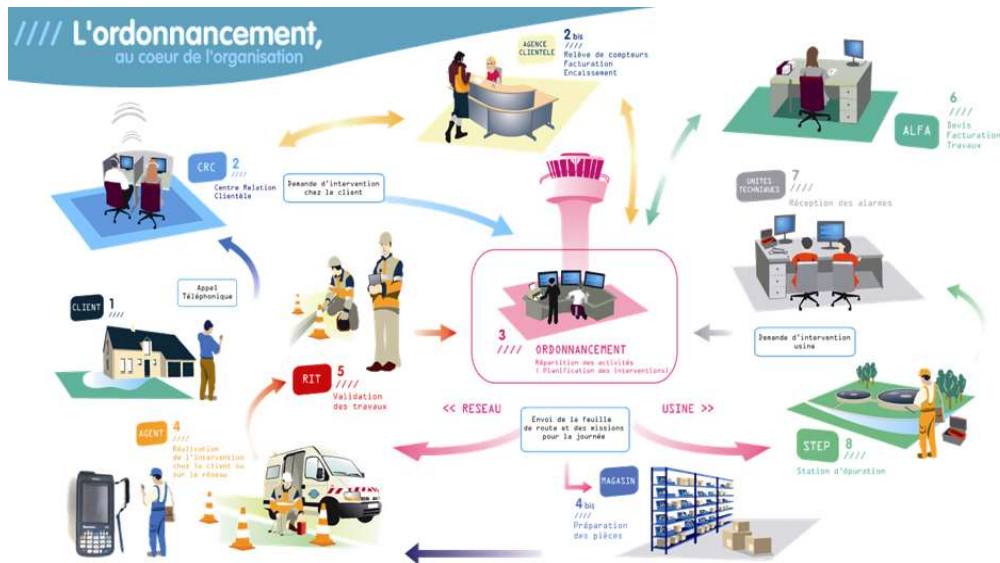 //// L'ordonnancement,
au coeur de l'organisation
AGENCE
CLIENTELE
2 bis
////
Relève de compteurs
Facturation
Encaissement
ALFA
6
////
Devis
Facturation
Travaux
CRC
2
////
Centre Relation
Clientèle
Demande d'intervention
chez le client
UNITES
TECHNIQUES
7
////
Réception des alarmes
Appel
Téléphonique
CLIENT
1
////
3
////
ORDONNANCEMENT
Répartition des activités
( Planification des interventions)
Demande d'intervention
usine
RIT
5
////
Validation
des travaux
<< RESEAU
Envoi de la feuille
de route et des missions
pour la journée
USINE >>
AGENT
4
////
Réalisation
de l'intervention
chez le client ou
sur le réseau
STEP
8
////
Station d'épuration
MAGASIN
4 bis
////
Préparation
des pièces